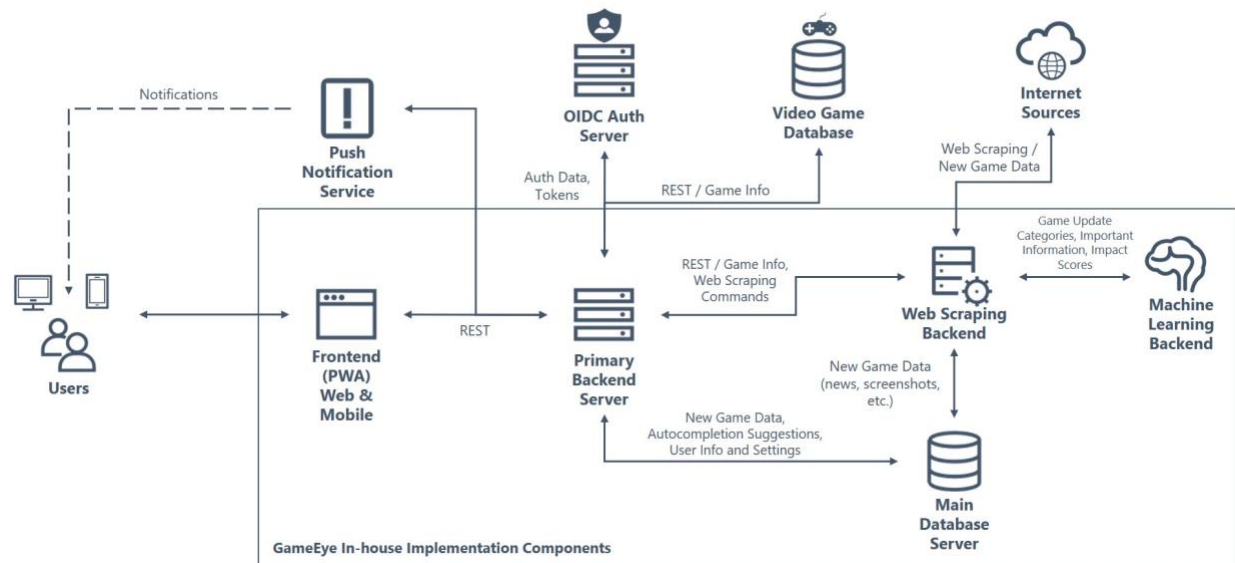 Notifications
Push
Notification
Service
OIDC Auth
Server
Video Game
Database
Internet
Sources
Auth Data,
Tokens
REST / Game Info
Web Scraping /
New Game Data
Game Update
Categories, Important
Information, Impact
Scores
REST / Game Info,
Web Scraping
Commands
Users
Frontend
(PWA)
Web &
Mobile
REST
Primary
Backend
Server
Web Scraping
Backend
Machine
Learning
Backend
New Game Data
(news, screenshots,
etc.)
New Game Data,
Autocompletion Suggestions,
User Info and Settings
Main
Database
Server
GameEye In-house Implementation Components